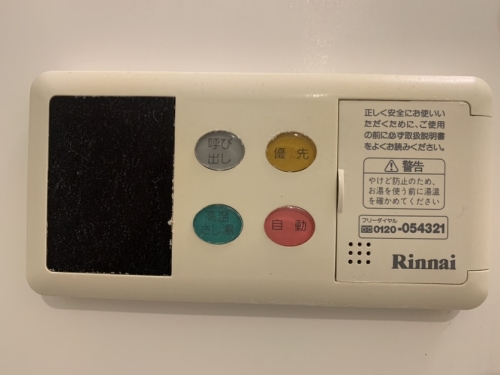 呼び
出し
優先
さし湯
自動
正しく安全にお使いい
ただくために、ご使用
の前に必ず取扱説明書
をよくお読みください。
警告
やけど防止のため、
お湯を使う前に湯温
を確かめてください
フリーダイヤル
0120-054321
Rinnai